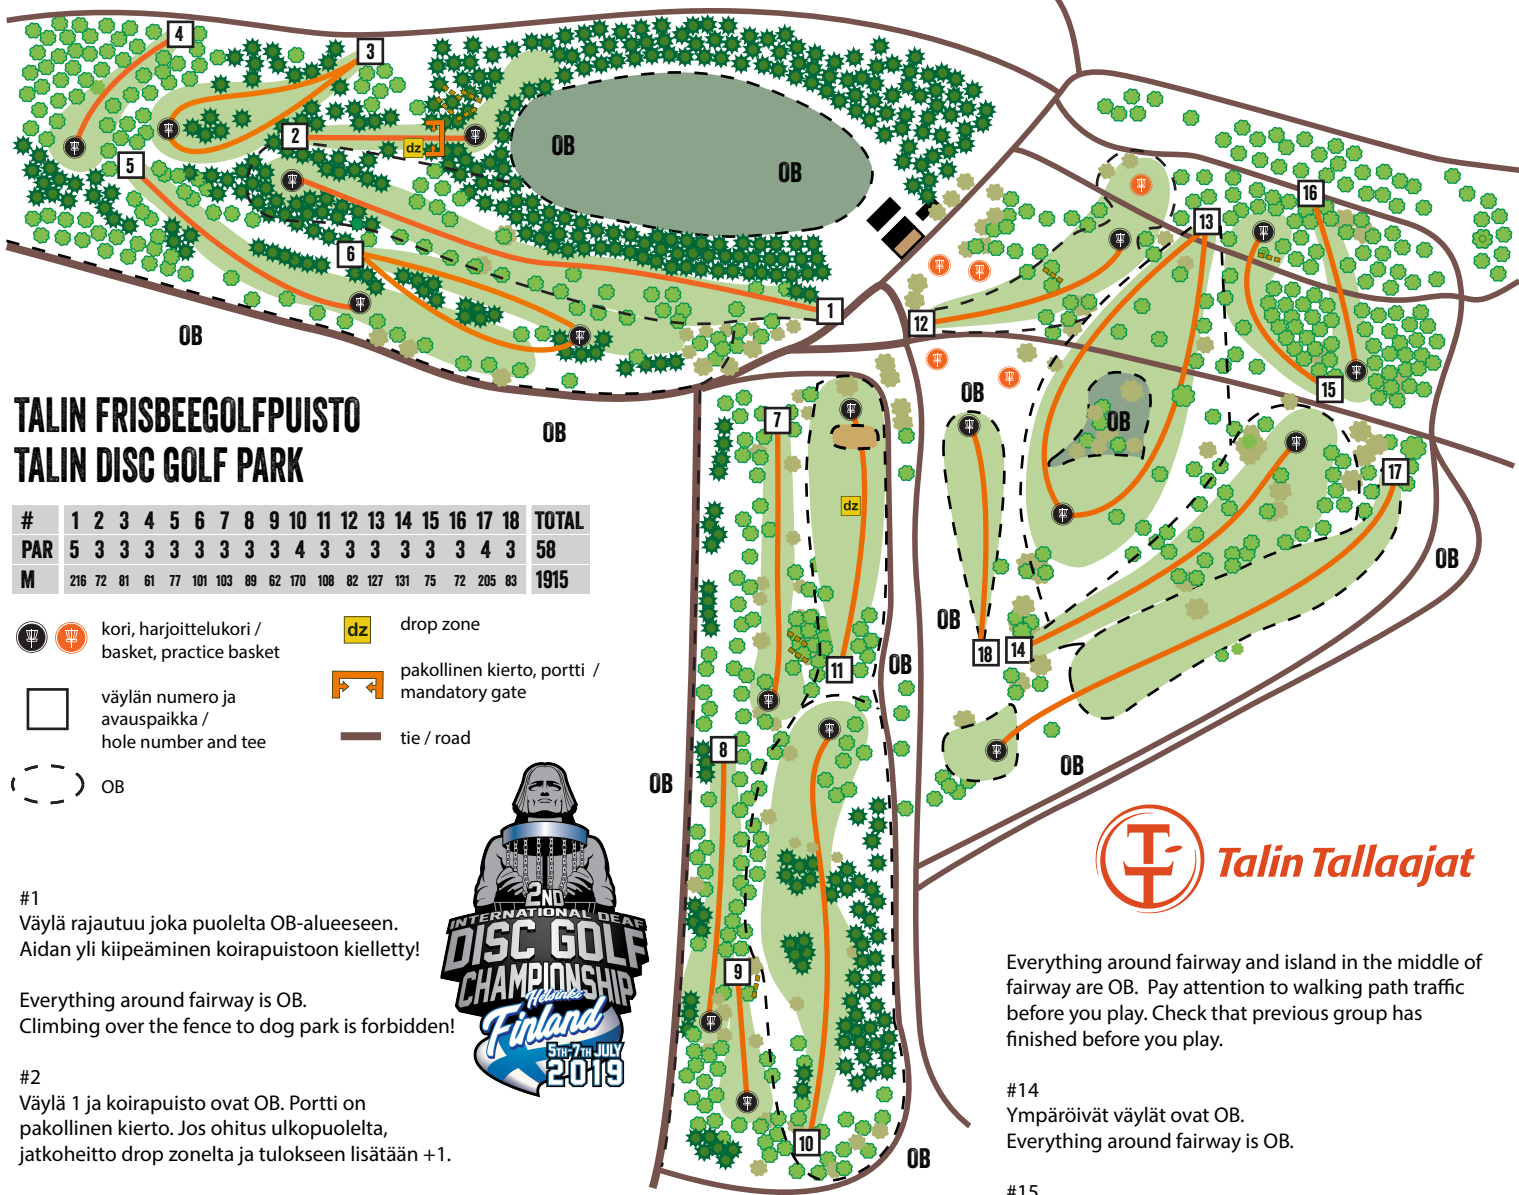 4
3
2
5
6
1
dz
OB
OB
OB
OB
16
13
12
15
17
14
18
OB
OB
OB
OB
OB
7
11
8
9
10
dz
OB
OB
OB
TALIN FRISBEEGOLFPUISTO
TALIN DISC GOLF PARK
# 1 2 3 4 5 6 7 8 9 10 11 12 13 14 15 16 17 18 TOTAL
PAR 5 3 3 3 3 3 3 3 3 4 3 3 3 3 3 3 4 3 58
M 216 72 81 61 77 101 103 89 62 170 108 82 127 131 75 72 205 83 1915
kori, harjoittelukori /
basket, practice basket
väylän numero ja
avauspaikka /
hole number and tee
OB
dz
drop zone
pakollinen kierto, portti /
mandatory gate
tie / road
2ND
INTERNATIONAL DEAF
DISC GOLF
CHAMPIONSHIP
Helsinki
Finland
5TH-7TH JULY
2019
Talin Tallaajat
#1
Väylä rajautuu joka puolelta OB-alueeseen.
Aidan yli kiipeäminen koirapuistoon kielletty!
Everything around fairway is OB.
Climbing over the fence to dog park is forbidden!
#2
Väylä 1 ja koirapuisto ovat OB. Portti on
pakollinen kierto. Jos ohitus ulkopuolelta,
jatkoheitto drop zonelta ja tulokseen lisätään +1.
Everything around fairway and island in the middle of
fairway are OB. Pay attention to walking path traffic
before you play. Check that previous group has
finished before you play.
#14
Ympäröivät väylät ovat OB.
Everything around fairway is OB.
#15